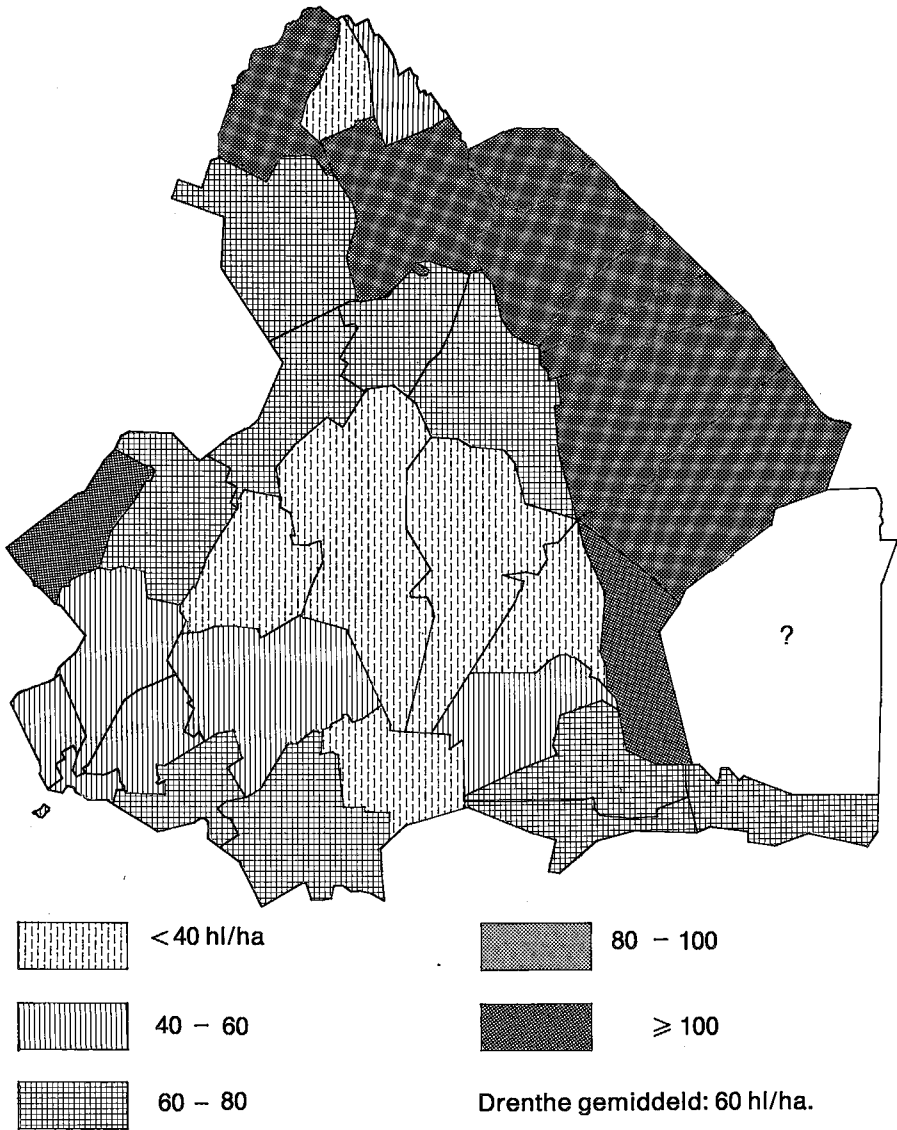 ?
< 40 hl/ha
40 – 60
60 – 80
80 – 100
⩾ 100
Drenthe gemiddeld: 60 hl/ha.